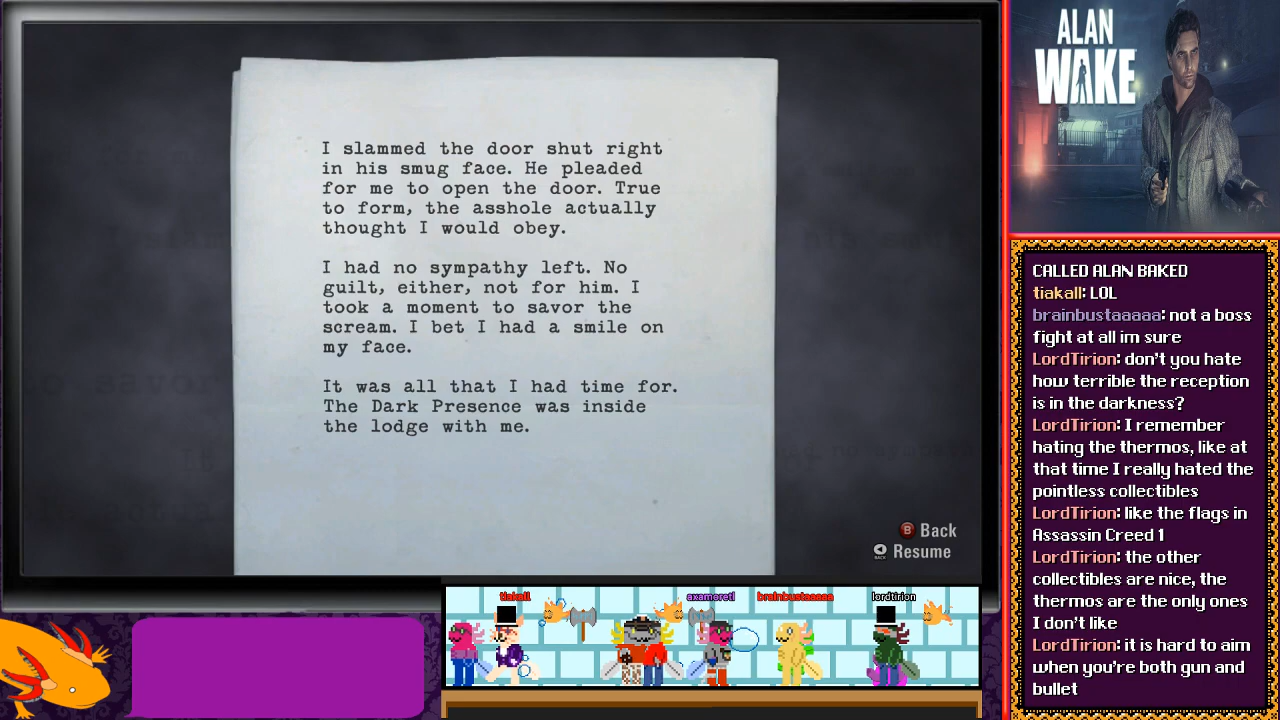 I slammed the door shut right
in his smug face. He pleaded
for me to open the door. True
to form, the asshole actually
thought I would obey.
I had no sympathy left. No
guilt, either, not for him. I
took a moment to savor the
scream. I bet I had a smile on
my face.
It was all that I had time for.
The Dark Presence was inside
the lodge with me.
B Back
BACK Resume
ALAN
WAKE
CALLED ALAN BAKED
tiakall: LOL
brainbustaaaaa: not a boss
fight at all im sure
LordTirion: don't you hate
how terrible the reception
is in the darkness?
LordTirion: I remember
hating the thermos, like at
that time I really hated the
pointless collectibles
LordTirion: like the flags in
Assassin Creed 1
LordTirion: the other
collectibles are nice, the
thermos are the only ones
I don't like
LordTirion: it is hard to aim
when you're both gun and
bullet
tiakall
axameretl
brainbustaaaaa
lordtirion